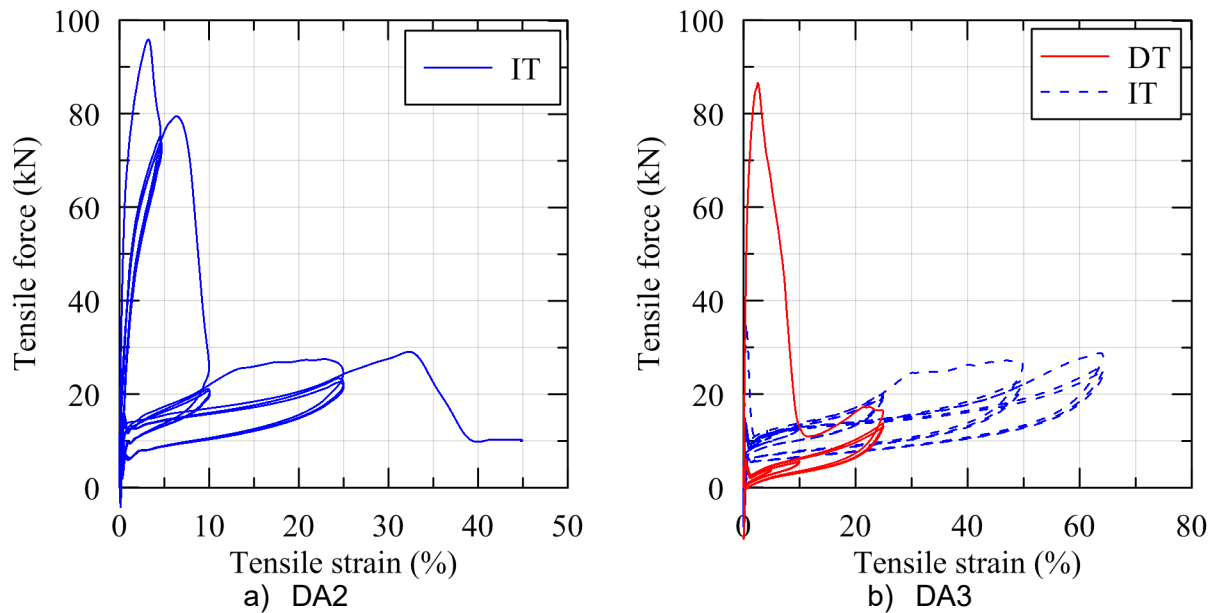 100
80
60
40
20
0
Tensile force (kN)
IT
0 10 20 30 40 50
Tensile strain (%)
a) DA2
100
80
60
40
20
0
Tensile force (kN)
DT
IT
0 20 40 60 80
Tensile strain (%)
b) DA3